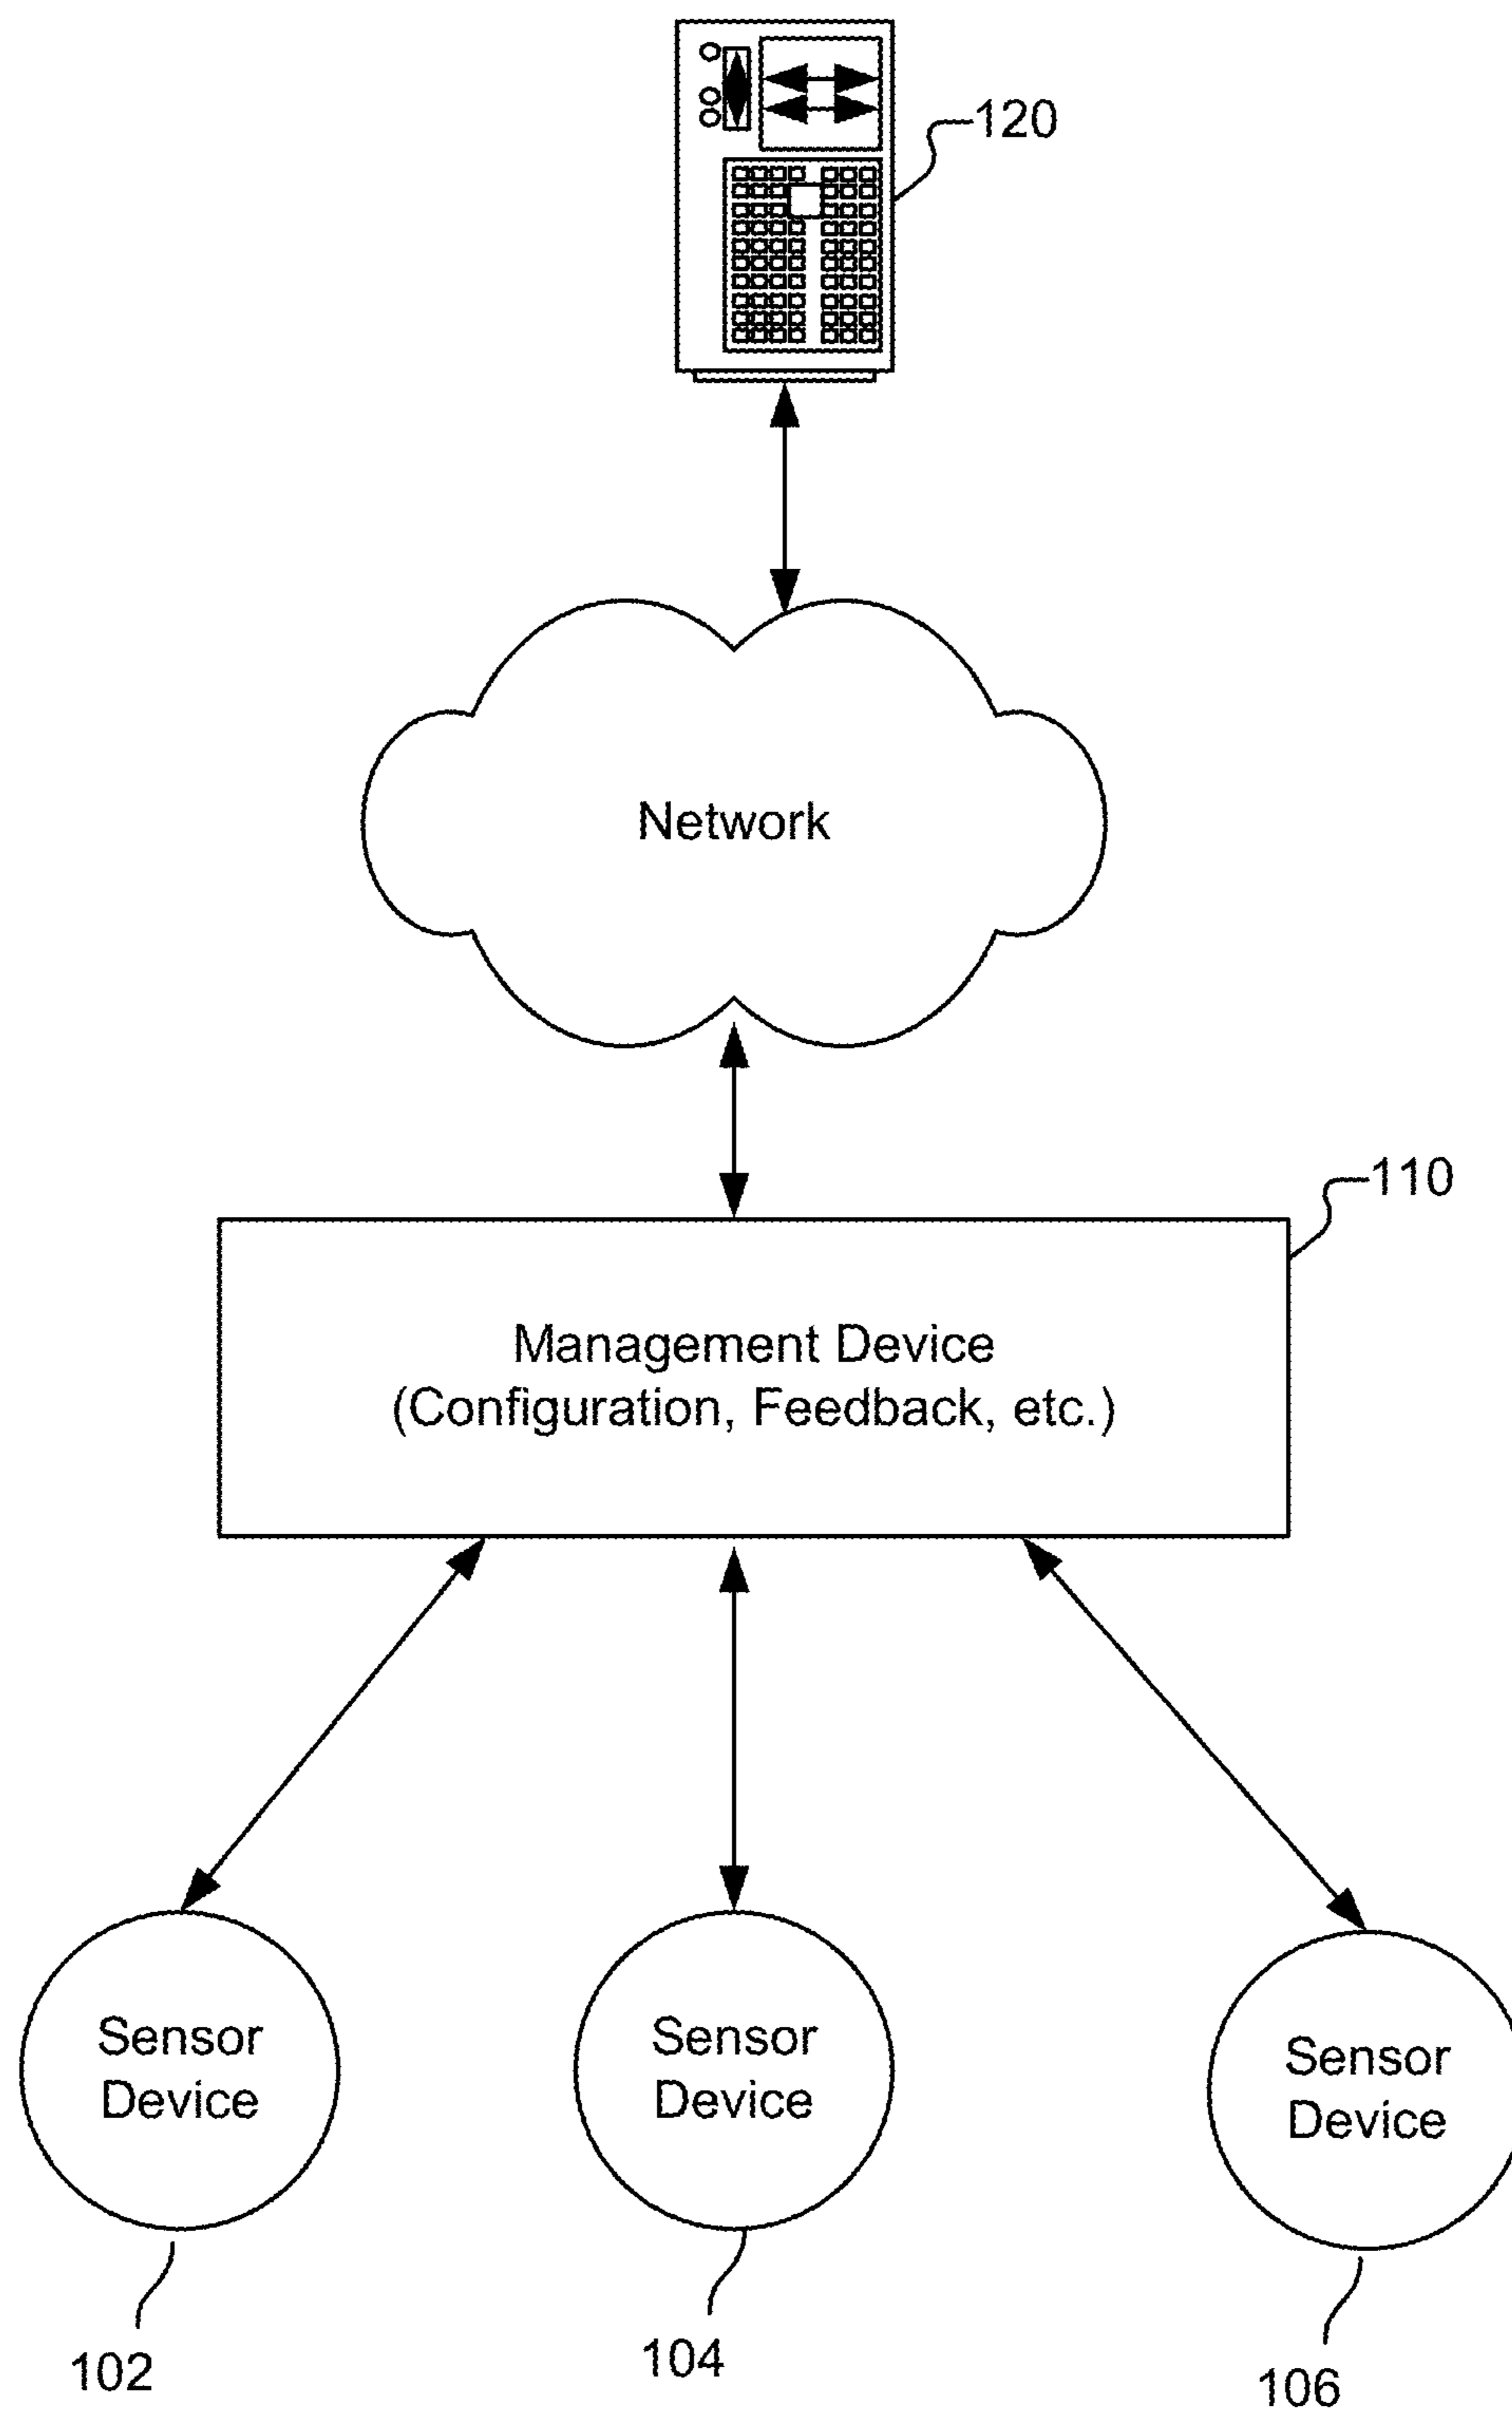 120
Network
110
Management Device
(Configuration, Feedback, etc.)
Sensor
Device
Sensor
Device
Sensor
Device
102
104
106